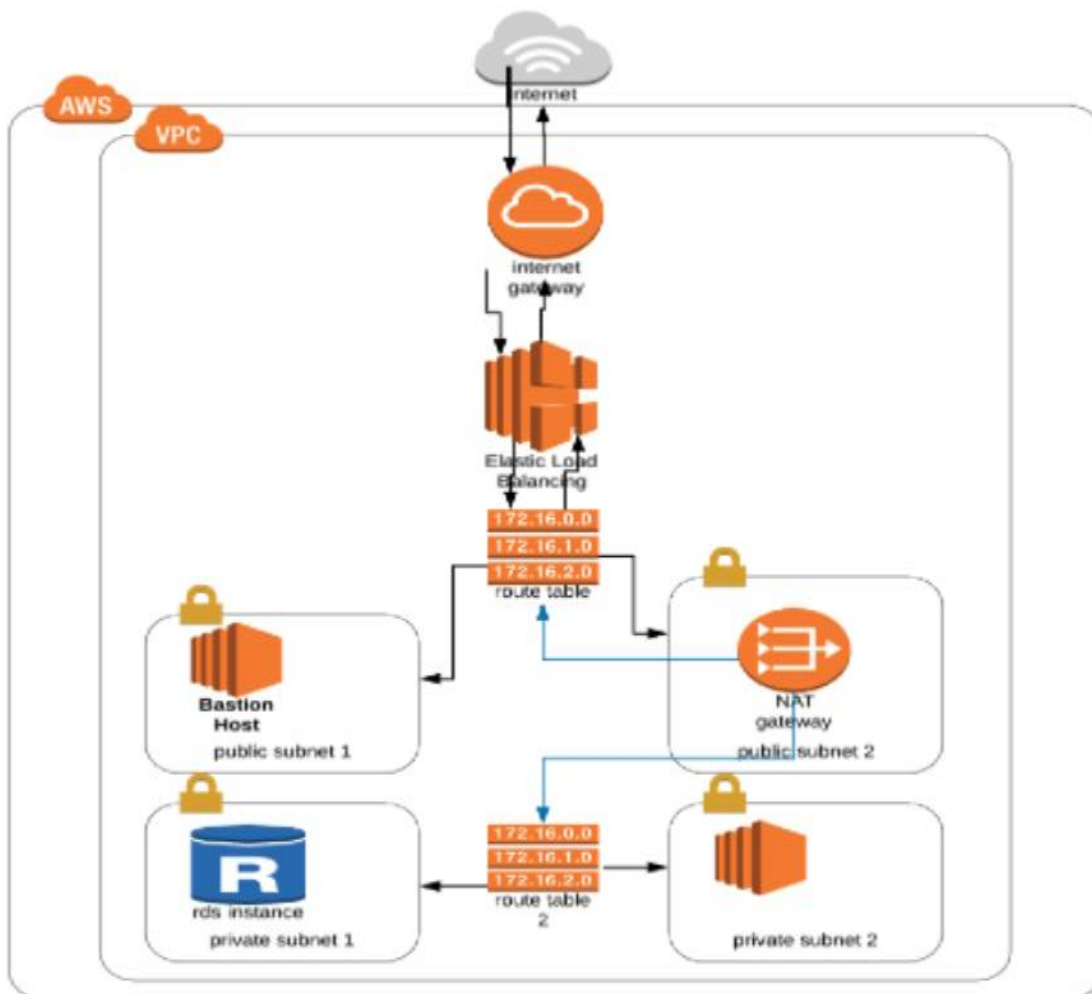 internet
AWS
VPC
internet
gateway
Elastic Load
Balancing
172.16.0.0
172.16.1.0
172.16.2.0
route table
Bastion
Host
public subnet 1
NAT
gateway
public subnet 2
R
rds instance
private subnet 1
172.16.0.0
172.16.1.0
172.16.2.0
route table
2
private subnet 2